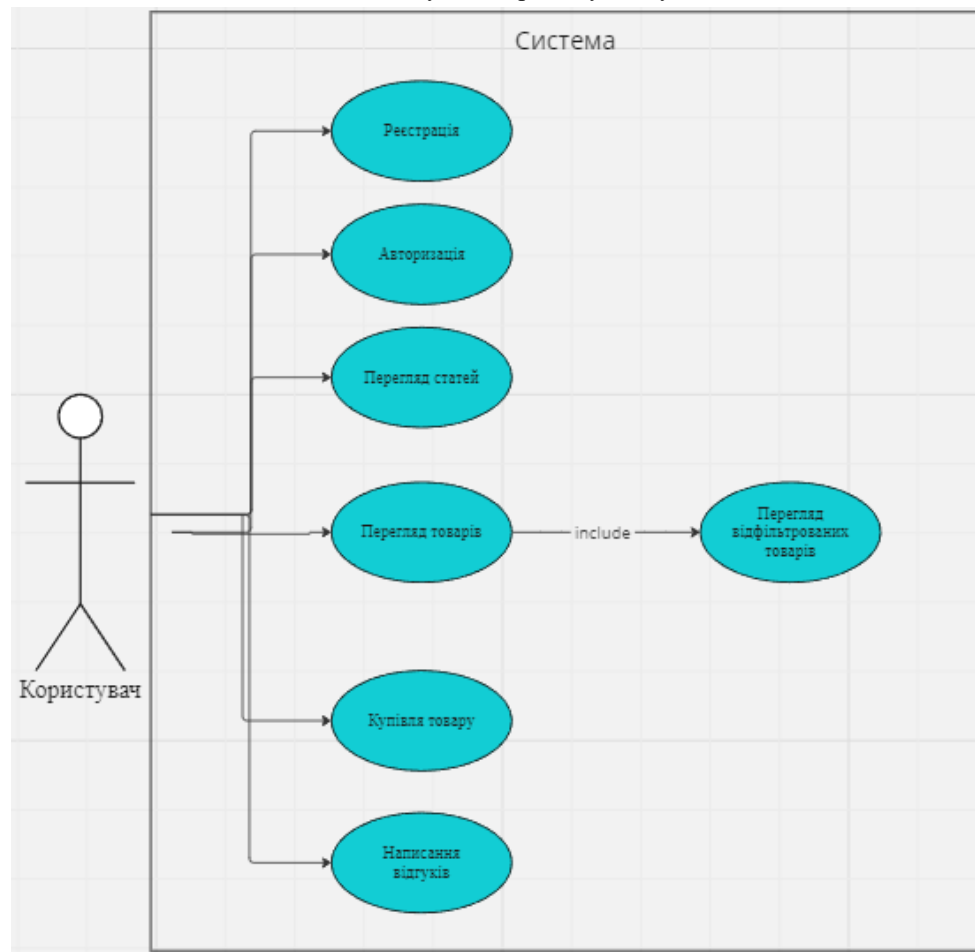 Система
Реєстрація
Авторизація
Перегляд статей
Перегляд товарів
include
Перегляд
відфільтрованих
товарів
Користувач
Купівля товару
Написання
відгуків